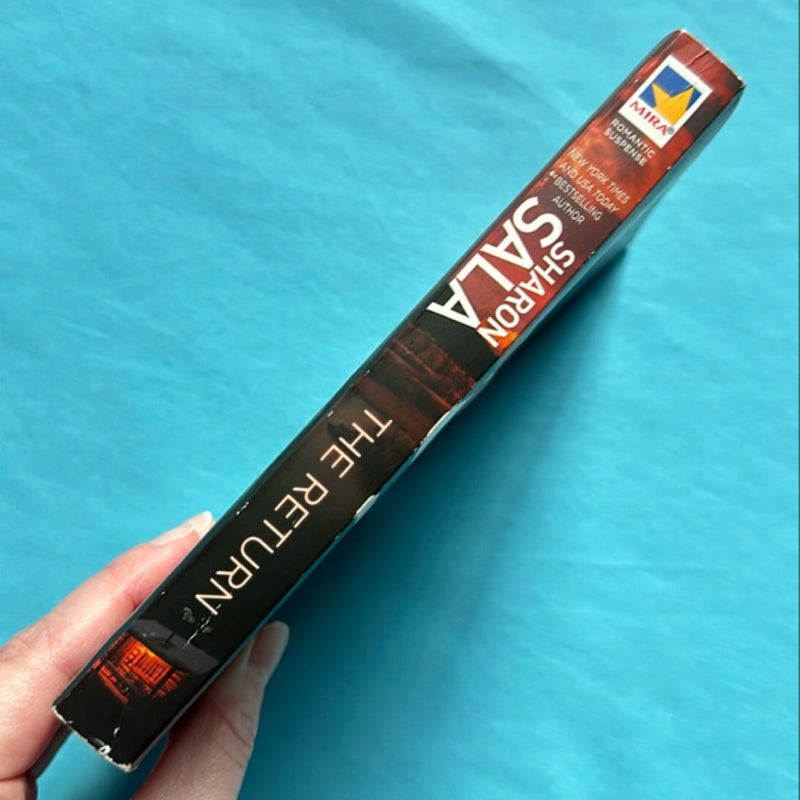 MIRA®
ROMANTIC
SUSPENSE
NEW YORK TIMES
AND USA TODAY
BESTSELLING
AUTHOR
SHARON
SALA
THE RETURN